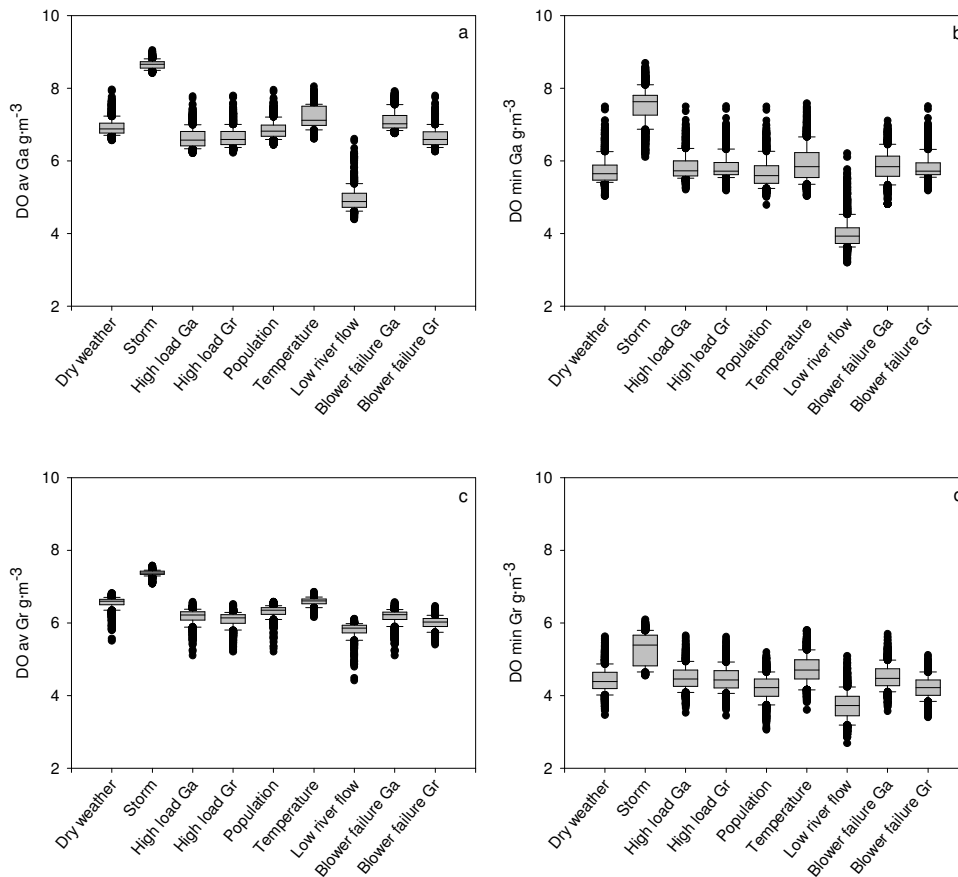 10
a
8
6
4
2
DO av Ga g·m-3
Dry weather
Storm
High load Ga
High load Gr
Population
Temperature
Low river flow
Blower failure Ga
Blower failure Gr
10
b
8
6
4
2
DO min Ga g·m-3
Dry weather
Storm
High load Ga
High load Gr
Population
Temperature
Low river flow
Blower failure Ga
Blower failure Gr
10
c
8
6
4
2
DO av Gr g·m-3
Dry weather
Storm
High load Ga
High load Gr
Population
Temperature
Low river flow
Blower failure Ga
Blower failure Gr
10
d
8
6
4
2
DO min Gr g·m-3
Dry weather
Storm
High load Ga
High load Gr
Population
Temperature
Low river flow
Blower failure Ga
Blower failure Gr